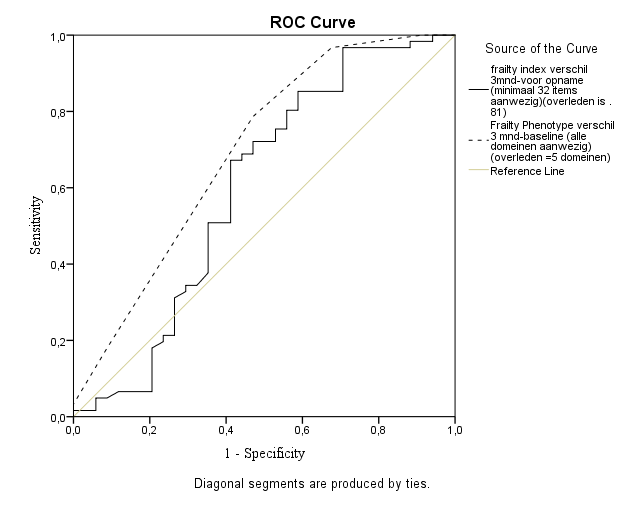 ROC Curve
Sensitivity
1,0
0,8
0,6
0,4
0,2
0,0
0,0
0,2
0,4
0,6
0,8
1,0
1 - Specificity
Source of the Curve
frailty index verschil
3mnd-voor opname
(minimaal 32 items
aanwezig)(overleden is .
81)
Frailty Phenotype verschil
3 mnd-baseline (alle
domeinen aanwezig)
(overleden =5 domeinen)
Reference Line
Diagonal segments are produced by ties.